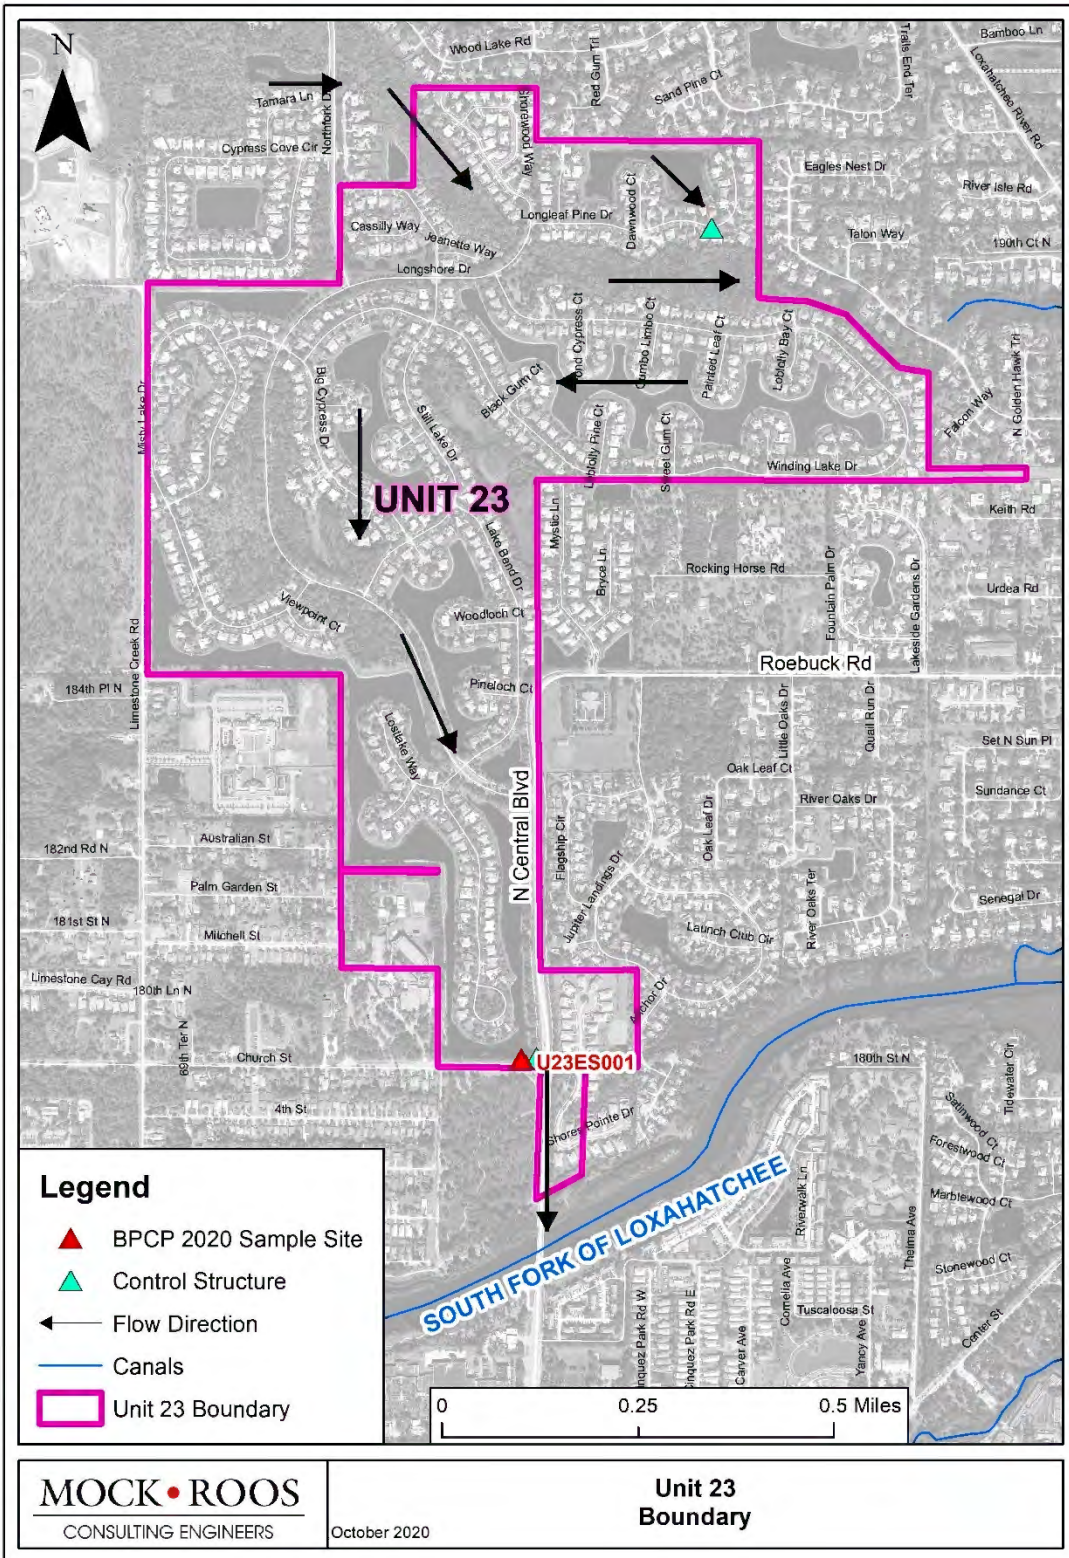 N
Wood Lake Rd
Red Gum Trl
Sand Pine Ct
Trails End Ter
Bamboo Ln
Loxahatchee River Rd
Tamara Ln
Northfork D
Shorewood Way
Cypress Cove Cir
Eagles Nest Dr
River Isle Rd
Cassilly Way
Longleaf Pine Dr
Dawnwood Ct
Talon Way
190th Ct N
Jeanette Way
Longshore Dr
ond Cypress Ct
Gumbo Limbo Ct
Painted Leaf Ct
Loblolly Bay Ct
Misty Lake Dr
Big Cypress Dr
Black Gum Ct
Still Lake Dr
Loblolly Pine Ct
Sweet Gum Ct
Falcon Way
N Golden Hawk Trl
Winding Lake Dr
UNIT 23
Mystic Ln
Keith Rd
Lake Bend Dr
Bryce Ln
Rocking Horse Rd
Fountain Palm Dr
Lakeside Gardens Dr
Urdea Rd
Viewpoint Ct
Woodloch Ct
Limestone Creek Rd
Roebuck Rd
184th Pl N
Pineloch Ct
Little Oaks Dr
Quail Run Dr
Lostlake Way
Set N Sun Pl
Oak Leaf Ct
Sundance Ct
N Central Blvd
River Oaks Dr
Australian St
Flagship Cir
Oak Leaf Dr
182nd Rd N
Palm Garden St
Jupiter Landings Dr
River Oaks Ter
Senegal Dr
181st St N
Mitchell St
Launch Club Cir
Limestone Cay Rd
180th Ln N
Anchor Dr
69th Ter N
Church St
U23ES001
180th St N
Tidewater Cir
4th St
Shores Pointe Dr
Satinwood Ct
Forestwood Ct
SOUTH FORK OF LOXAHATCHEE
Riverwalk Ln
Thelma Ave
Marblewood Ct
Stonewood Ct
Cornelia Ave
Tuscaloosa St
Center St
inquez Park Rd W
inquez Park Rd E
Carver Ave
Yancy Ave
Legend
BPCP 2020 Sample Site
Control Structure
Flow Direction
Canals
Unit 23 Boundary
0 0.25 0.5 Miles
MOCK • ROOS
CONSULTING ENGINEERS
October 2020
Unit 23
Boundary